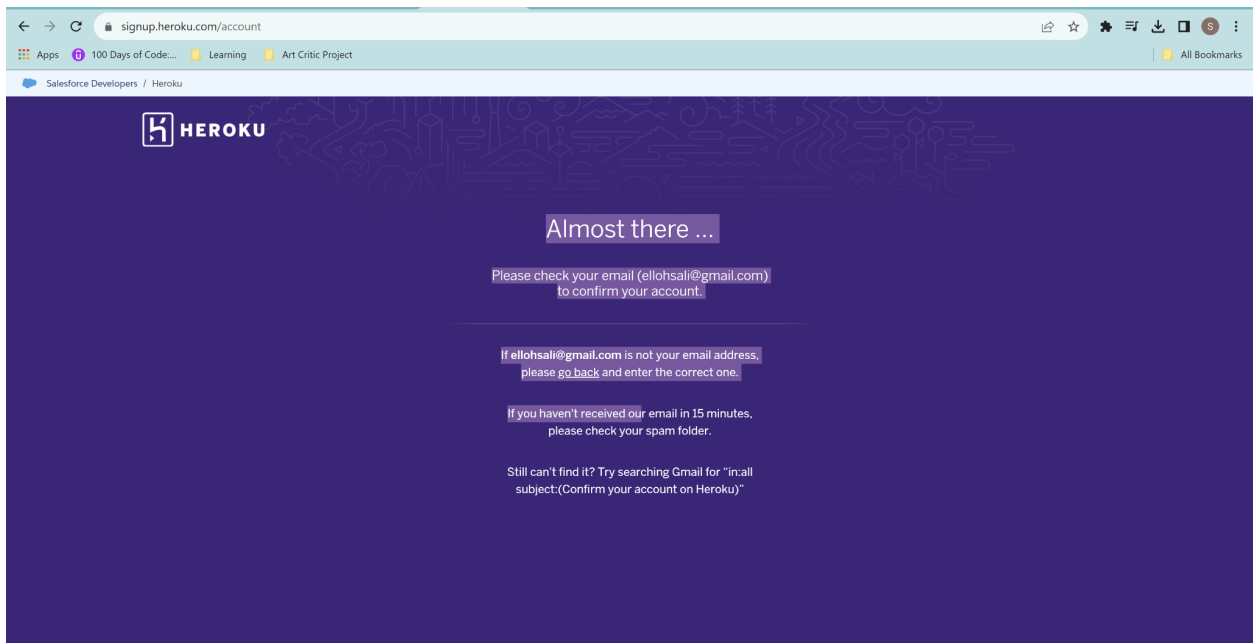 signup.heroku.com/account
S
Apps
100 Days of Code:...
Learning
Art Critic Project
All Bookmarks
Salesforce Developers / Heroku
HEROKU
Almost there ...
Please check your email (ellohsali@gmail.com)
to confirm your account.
If ellohsali@gmail.com is not your email address,
please go back and enter the correct one.
If you haven't received our email in 15 minutes,
please check your spam folder.
Still can't find it? Try searching Gmail for "in:all
subject:(Confirm your account on Heroku)"